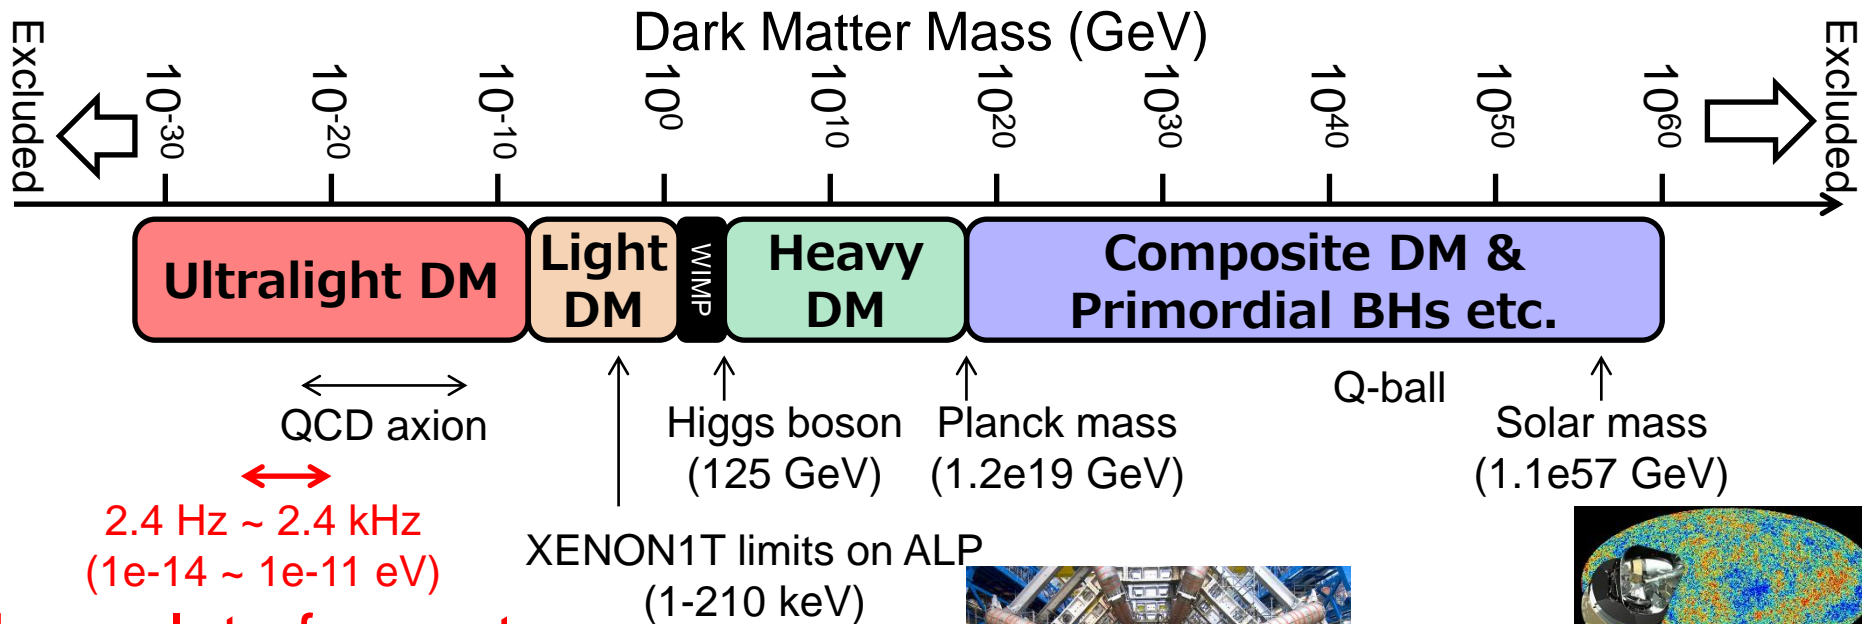 Dark Matter Mass (GeV)
Excluded
10-30
10-20
10-10
100
1010
1020
1030
1040
1050
1060
Excluded
Ultralight DM
Light
DM
WIMP
Heavy
DM
Composite DM &
Primordial BHs etc.
QCD axion
2.4 Hz ~ 2.4 kHz
(1e-14 ~ 1e-11 eV)
XENON1T limits on ALP
(1-210 keV)
Higgs boson
(125 GeV)
Planck mass
(1.2e19 GeV)
Q-ball
Solar mass
(1.1e57 GeV)